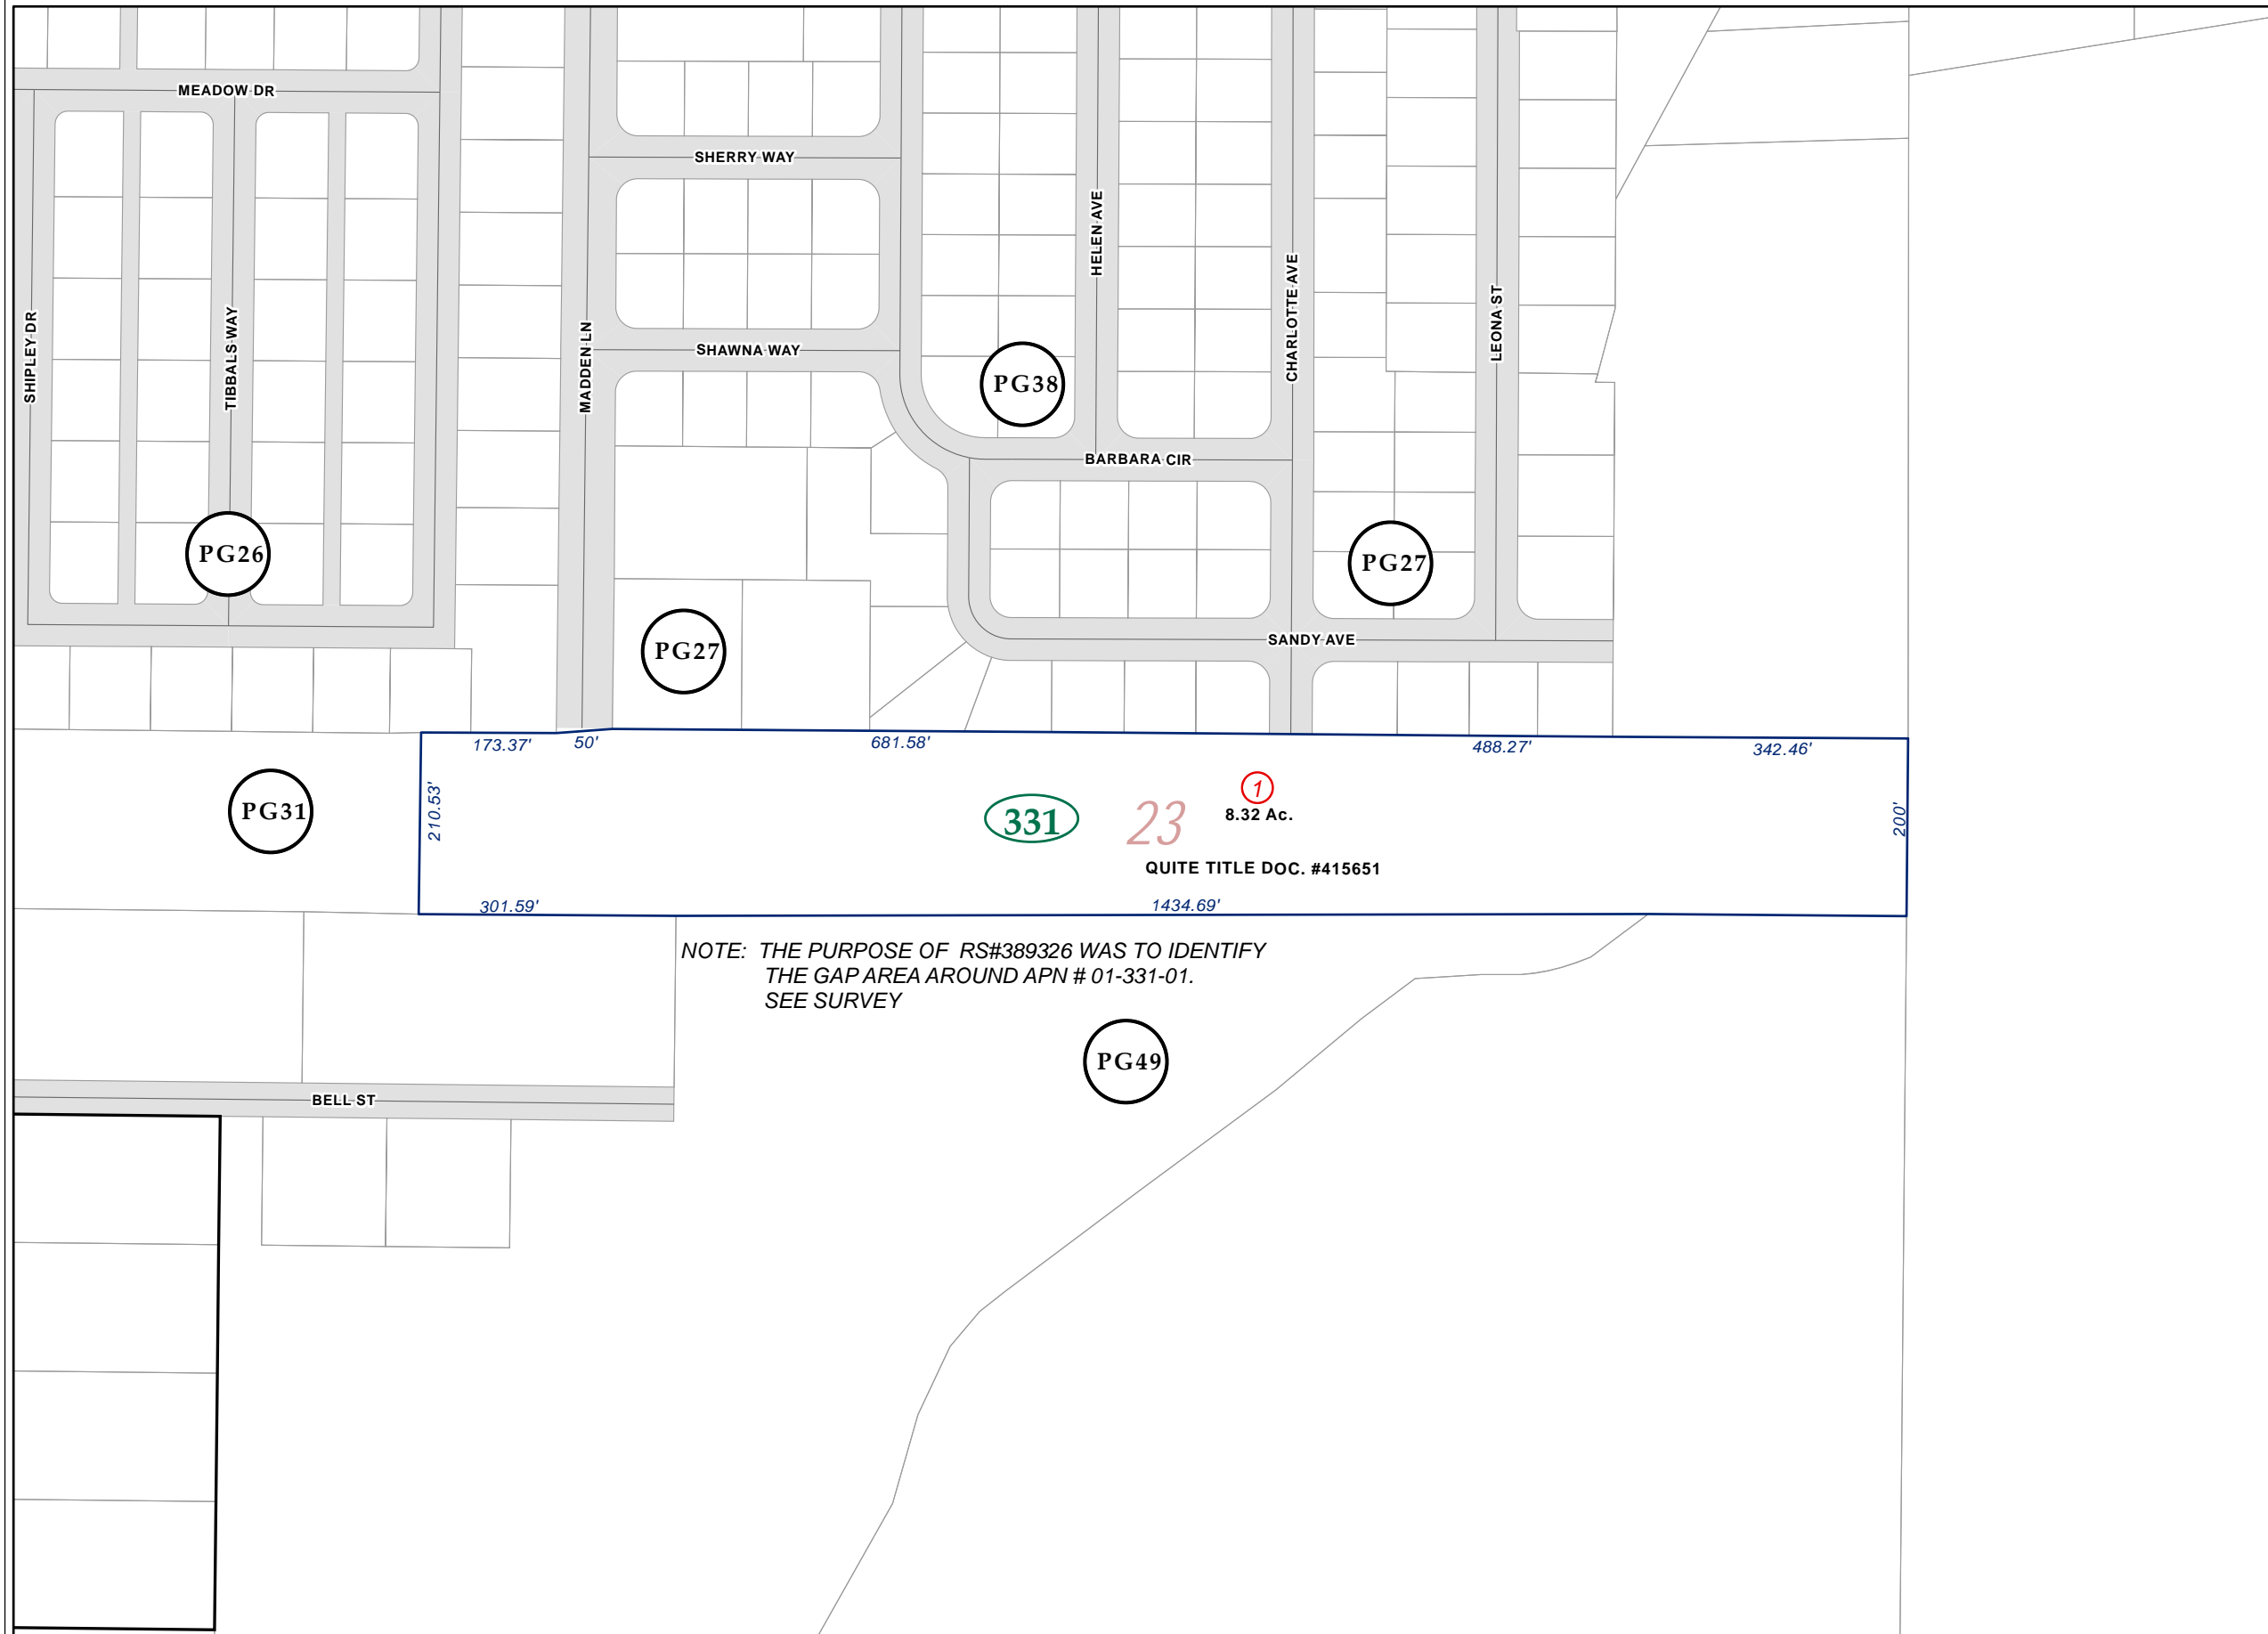 MEADOW DR
SHERRY WAY
HELEN AVE
CHARLOTTE AVE
LEONA ST
SHIPLEY DR
TIBBALS WAY
MADDEN LN
SHAWNA WAY
PG38
BARBARA CIR
PG26
PG27
PG27
SANDY AVE
173.37'
50'
681.58'
488.27'
342.46'
PG31
210.53'
331
23
1
8.32 Ac.
200'
QUITE TITLE DOC. #415651
301.59'
1434.69'
NOTE: THE PURPOSE OF RS#389326 WAS TO IDENTIFY
THE GAP AREA AROUND APN # 01-331-01.
SEE SURVEY
PG49
BELL ST